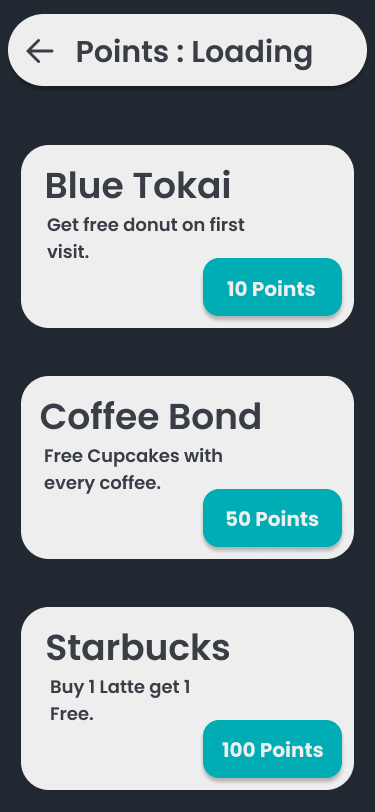 Points : Loading
Blue Tokai
Get free donut on first
visit.
10 Points
Coffee Bond
Free Cupcakes with
every coffee.
50 Points
Starbucks
Buy 1 Latte get 1
Free.
100 Points